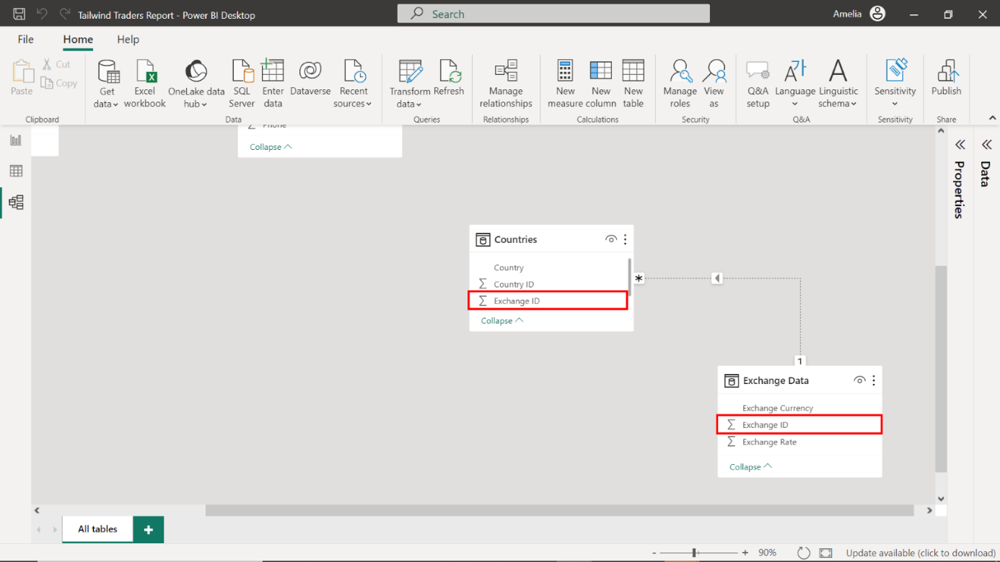 Tailwind Traders Report - Power BI Desktop
Search
Amelia
File
Home
Help
Paste
Cut
Copy
Clipboard
Get
data
Excel
workbook
OneLake data
hub
SQL
Server
Enter
data
Dataverse
Recent
sources
Data
Transform
data
Refresh
Queries
Manage
relationships
Relationships
New
measure
New
column
New
table
Calculations
Manage
roles
View
as
Security
Q&A
setup
Language
Linguistic
schema
Q&A
Sensitivity
Sensitivity
Publish
Share
Σ Phone
Collapse
Properties
Data
Countries
Country
Σ Country ID
Σ Exchange ID
Collapse
*
1
Exchange Data
Exchange Currency
Σ Exchange ID
Σ Exchange Rate
Collapse
All tables
+
- + 90%
Update available (click to download)